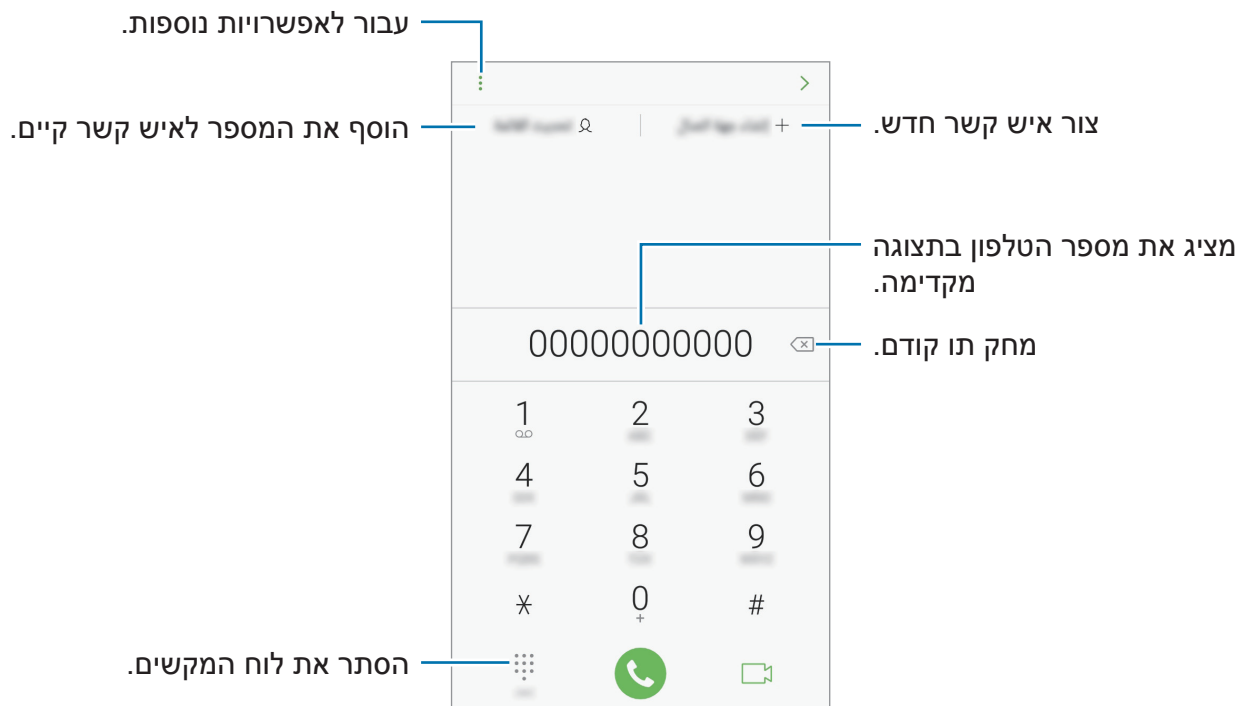 עבור לאפשרויות נוספות.
צור איש קשר חדש.
הוסף את המספר לאיש קשר קיים.
מציג את מספר הטלפון בתצוגה
מקדימה.
00000000000
מחק תו קודם.
1 2 3
4 5 6
7 8 9
* 0 #
+
הסתר את לוח המקשים.